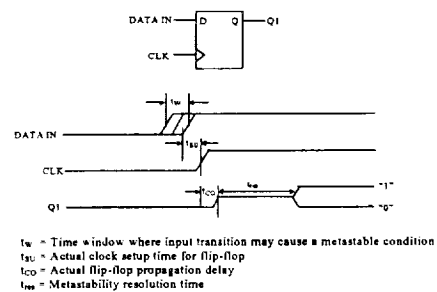 DATA IN D Q Q1
CLK
tw
DATA IN
tSU
CLK
tCO tres
"1"
Q1 "0"
tW = Time window where input transition may cause a metastable condition
tSU = Actual clock setup time for flip-flop
tCO = Actual flip-flop propagation delay
tres = Metastability resolution time